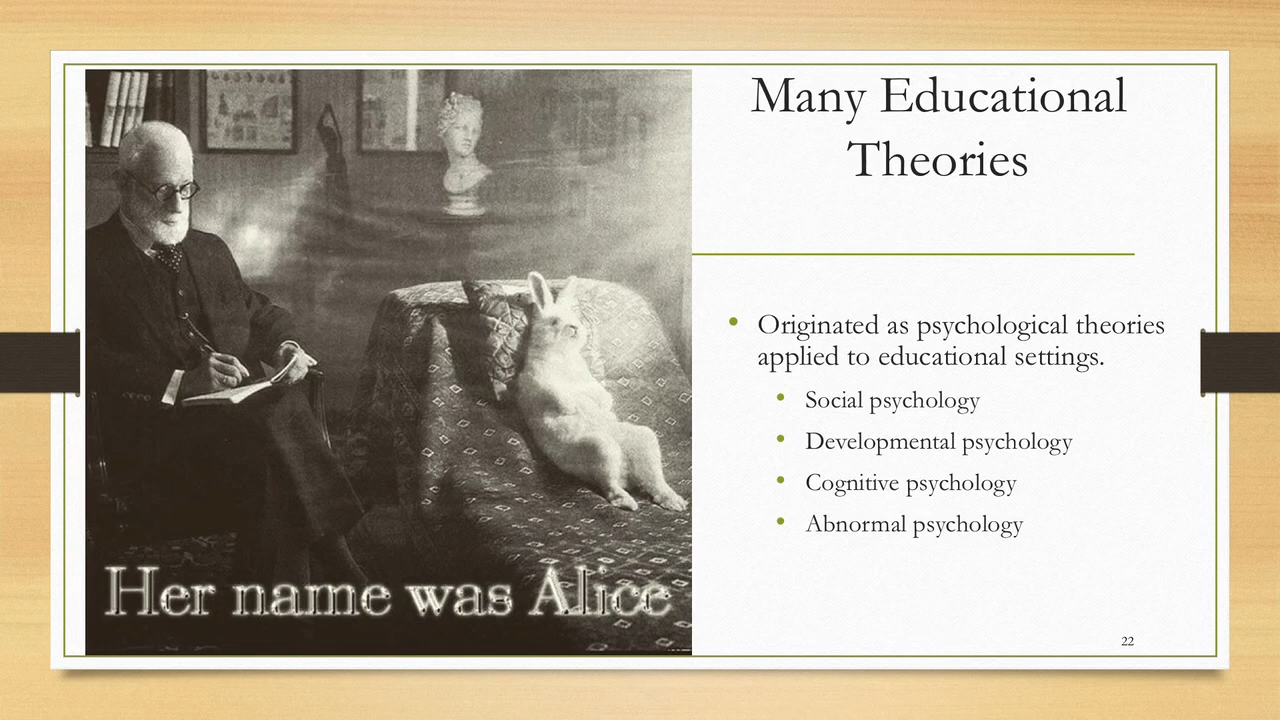 Many Educational
Theories
• Originated as psychological theories
applied to educational settings.
• Social psychology
• Developmental psychology
• Cognitive psychology
• Abnormal psychology
Her name was Alice
22